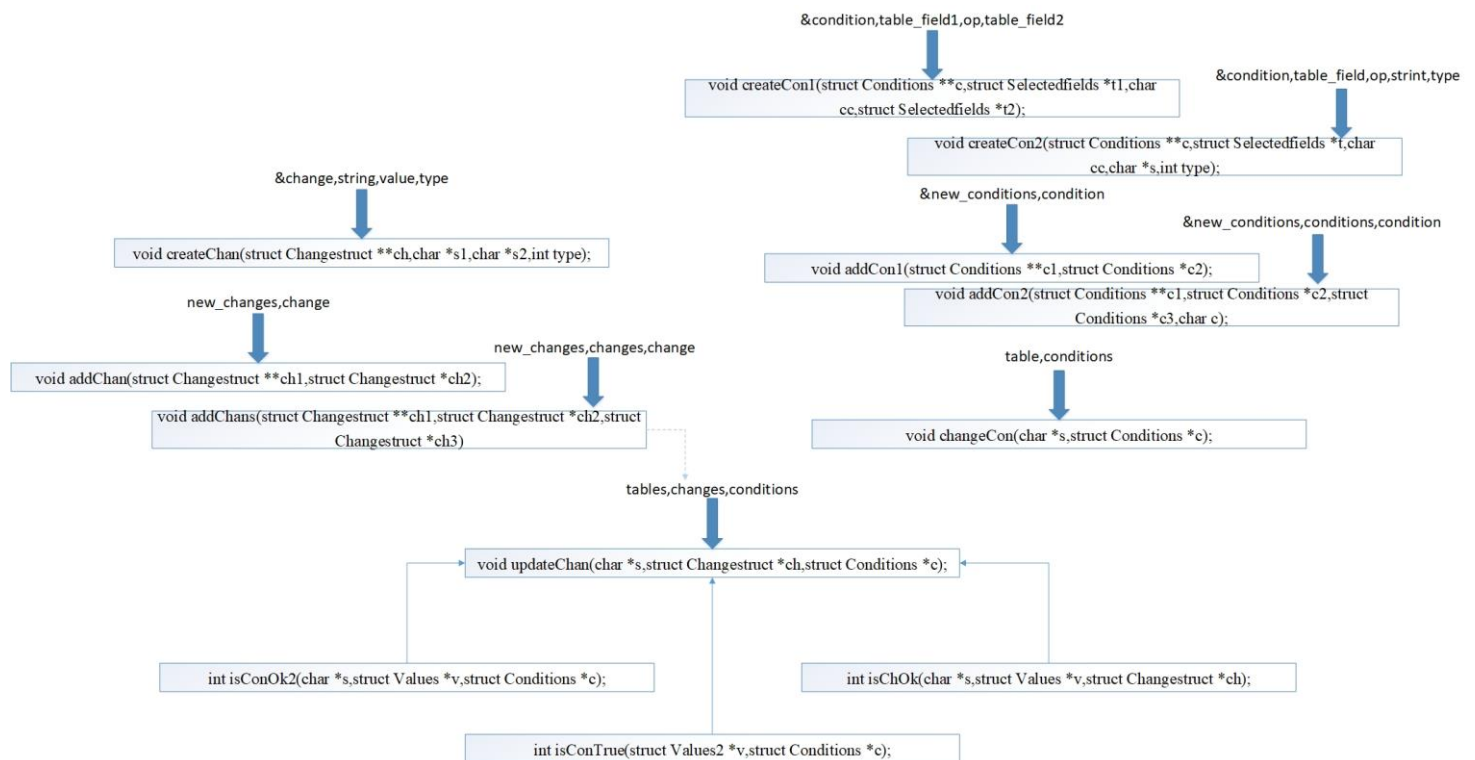 &condition,table_field1,op,table_field2
void createCon1(struct Conditions **c,struct Selectedfields *t1,char
cc,struct Selectedfields *t2);
&condition,table_field,op,strint,type
void createCon2(struct Conditions **c,struct Selectedfields *t,char
cc,char *s,int type);
&change,string,value,type
void createChan(struct Changestruct **ch,char *s1,char *s2,int type);
&new_conditions,condition
void addCon1(struct Conditions **c1,struct Conditions *c2);
&new_conditions,conditions,condition
void addCon2(struct Conditions **c1,struct Conditions *c2,struct
Conditions *c3,char c);
new_changes,change
void addChan(struct Changestruct **ch1,struct Changestruct *ch2);
new_changes,changes,change
void addChans(struct Changestruct **ch1,struct Changestruct *ch2,struct
Changestruct *ch3)
table,conditions
void changeCon(char *s,struct Conditions *c);
tables,changes,conditions
void updateChan(char *s,struct Changestruct *ch,struct Conditions *c);
int isConOk2(char *s,struct Values *v,struct Conditions *c);
int isChOk(char *s,struct Values *v,struct Changestruct *ch);
int isConTrue(struct Values2 *v,struct Conditions *c);